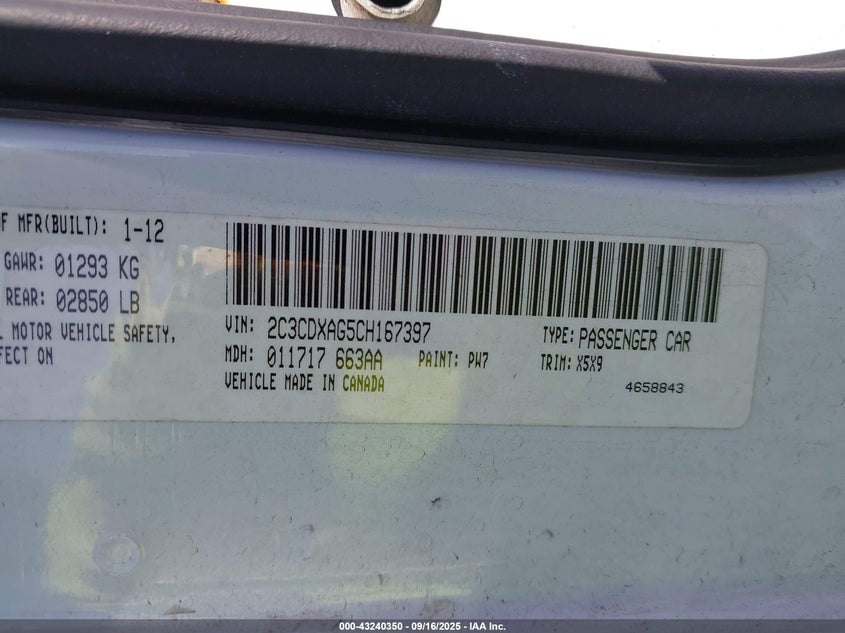 F MFR(BUILT): 1-12
GAWR: 01293 KG
REAR: 02850 LB
L MOTOR VEHICLE SAFETY,
FECT ON
VIN: 2C3CDXAG5CH167397
TYPE: PASSENGER CAR
MDH: 011717 663AA PAINT: PW7
TRIM: X5X9
VEHICLE MADE IN CANADA
4658843
000-43240350 - 09/16/2025 - IAA Inc.